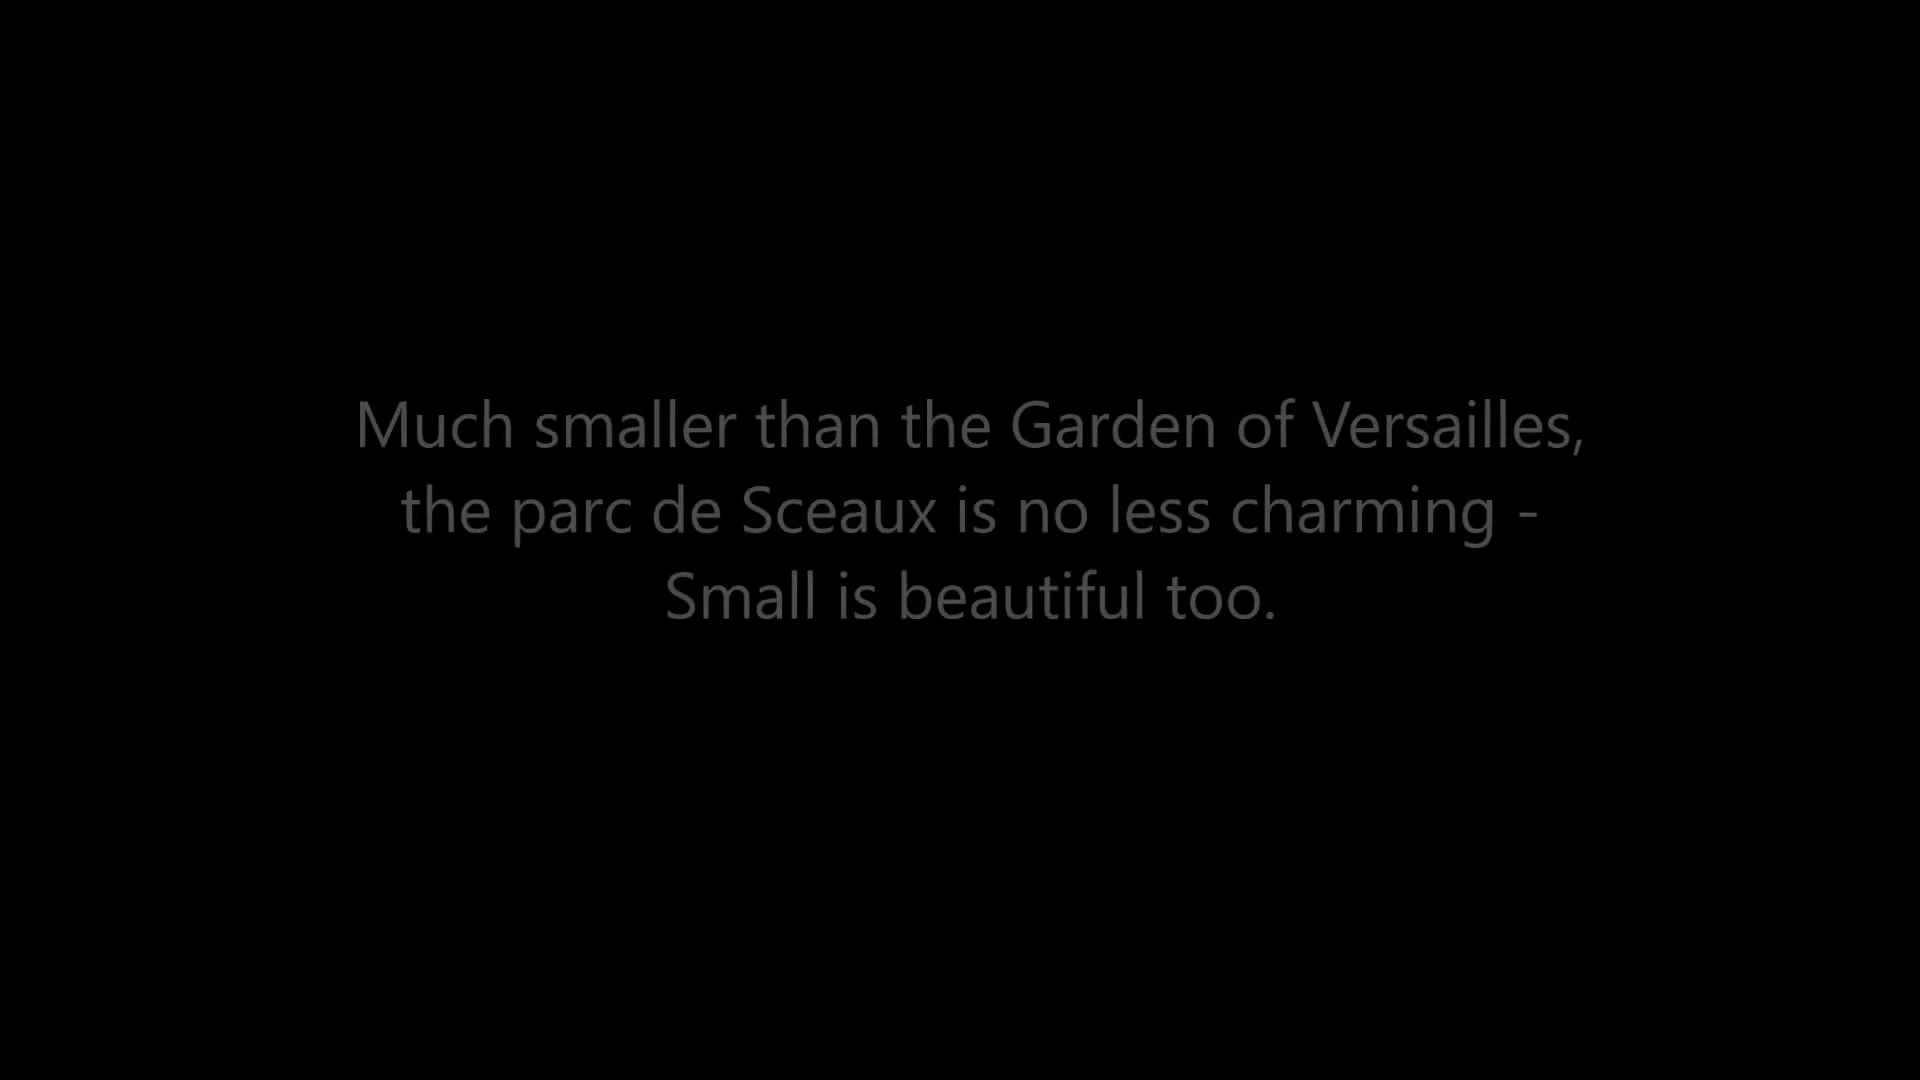 Much smaller than the Garden of Versailles,
the parc de Sceaux is no less charming -
Small is beautiful too.